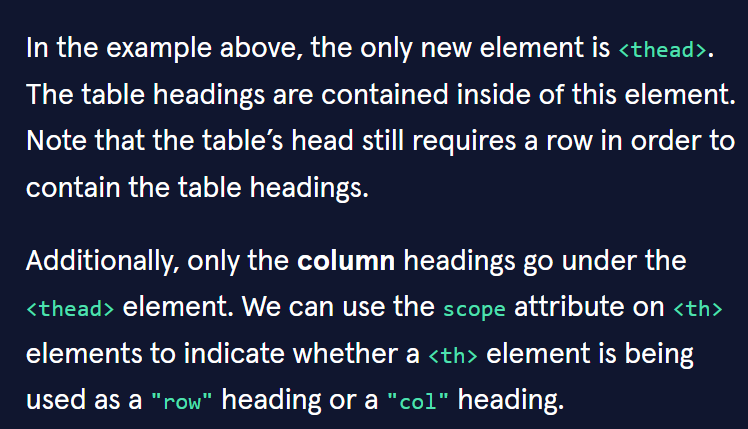 In the example above, the only new element is <thead>.
The table headings are contained inside of this element.
Note that the table’s head still requires a row in order to
contain the table headings.
Additionally, only the column headings go under the
<thead> element. We can use the scope attribute on <th>
elements to indicate whether a <th> element is being
used as a "row" heading or a "col" heading.